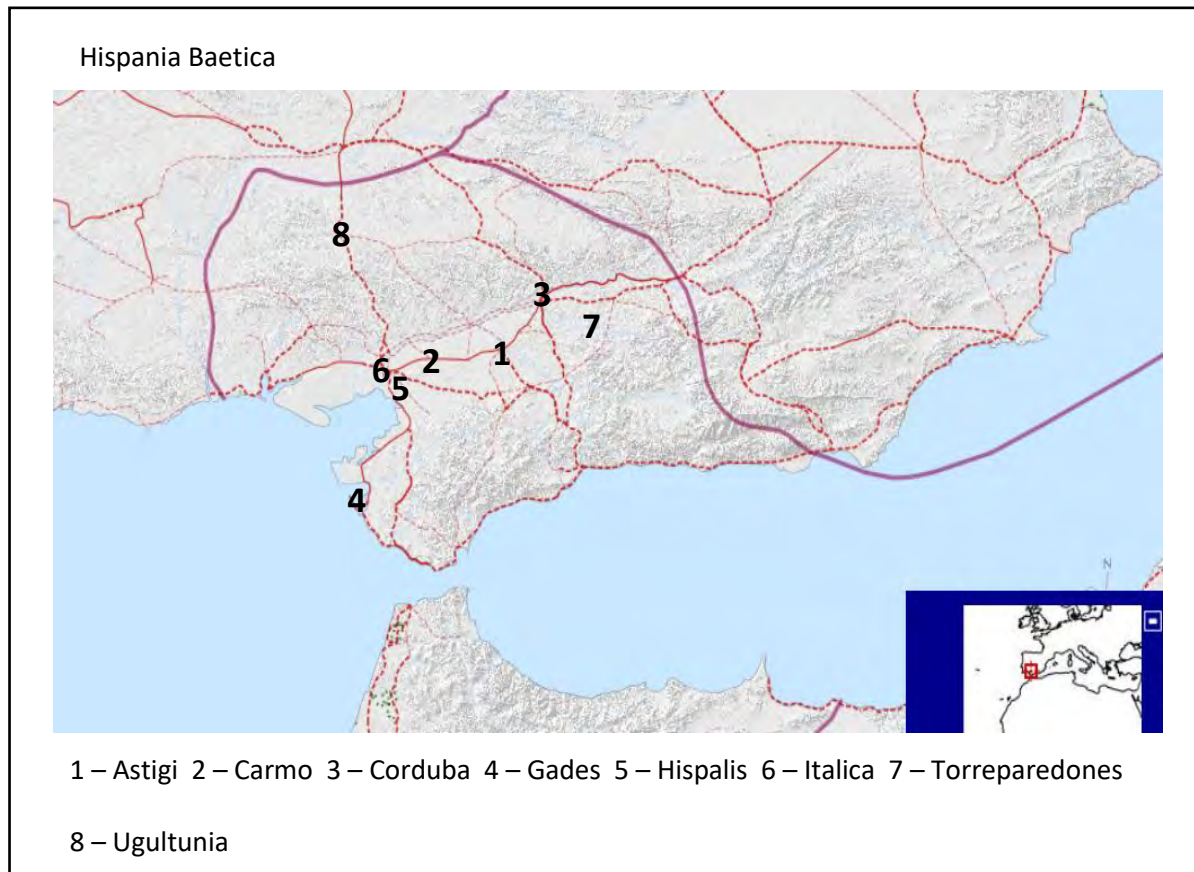 Hispania Baetica
8
3
7
1
2
6
5
4
N
1 – Astigi 2 – Carmo 3 – Corduba 4 – Gades 5 – Hispalis 6 – Italica 7 – Torreparedones
8 – Ugultunia